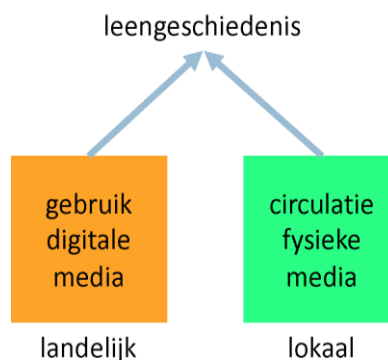 leengeschiedenis
gebruik
digitale
media
circulatie
fysieke
media
landelijk
lokaal